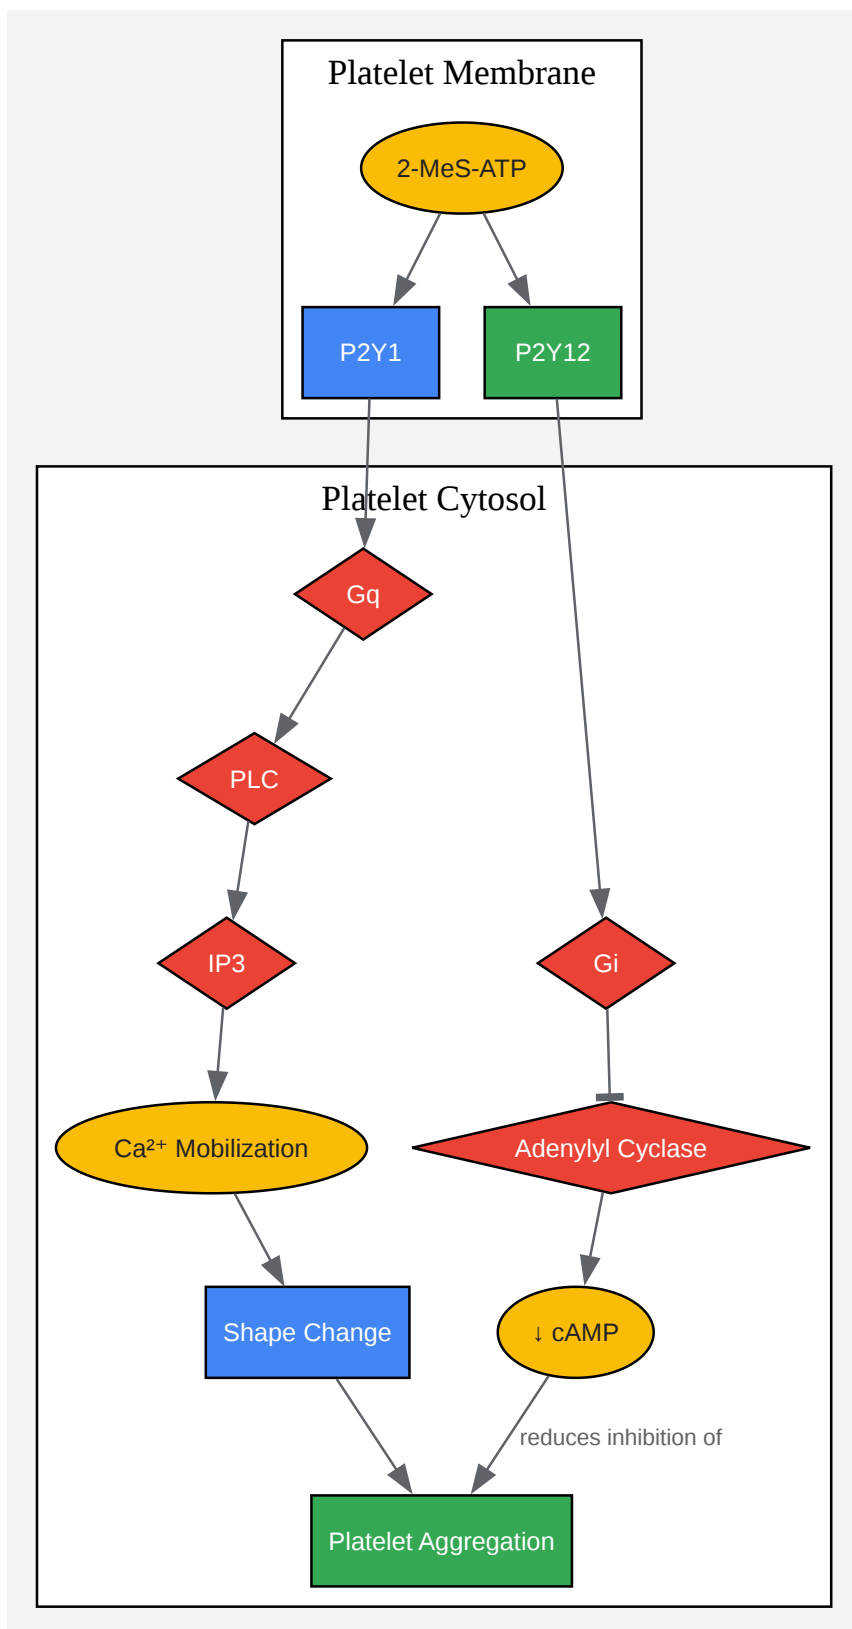 Platelet Membrane
2-MeS-ATP
P2Y1
P2Y12
Platelet Cytosol
Gq
PLC
IP3
Gi
Ca²⁺ Mobilization
Adenylyl Cyclase
Shape Change
↓ cAMP
reduces inhibition of
Platelet Aggregation